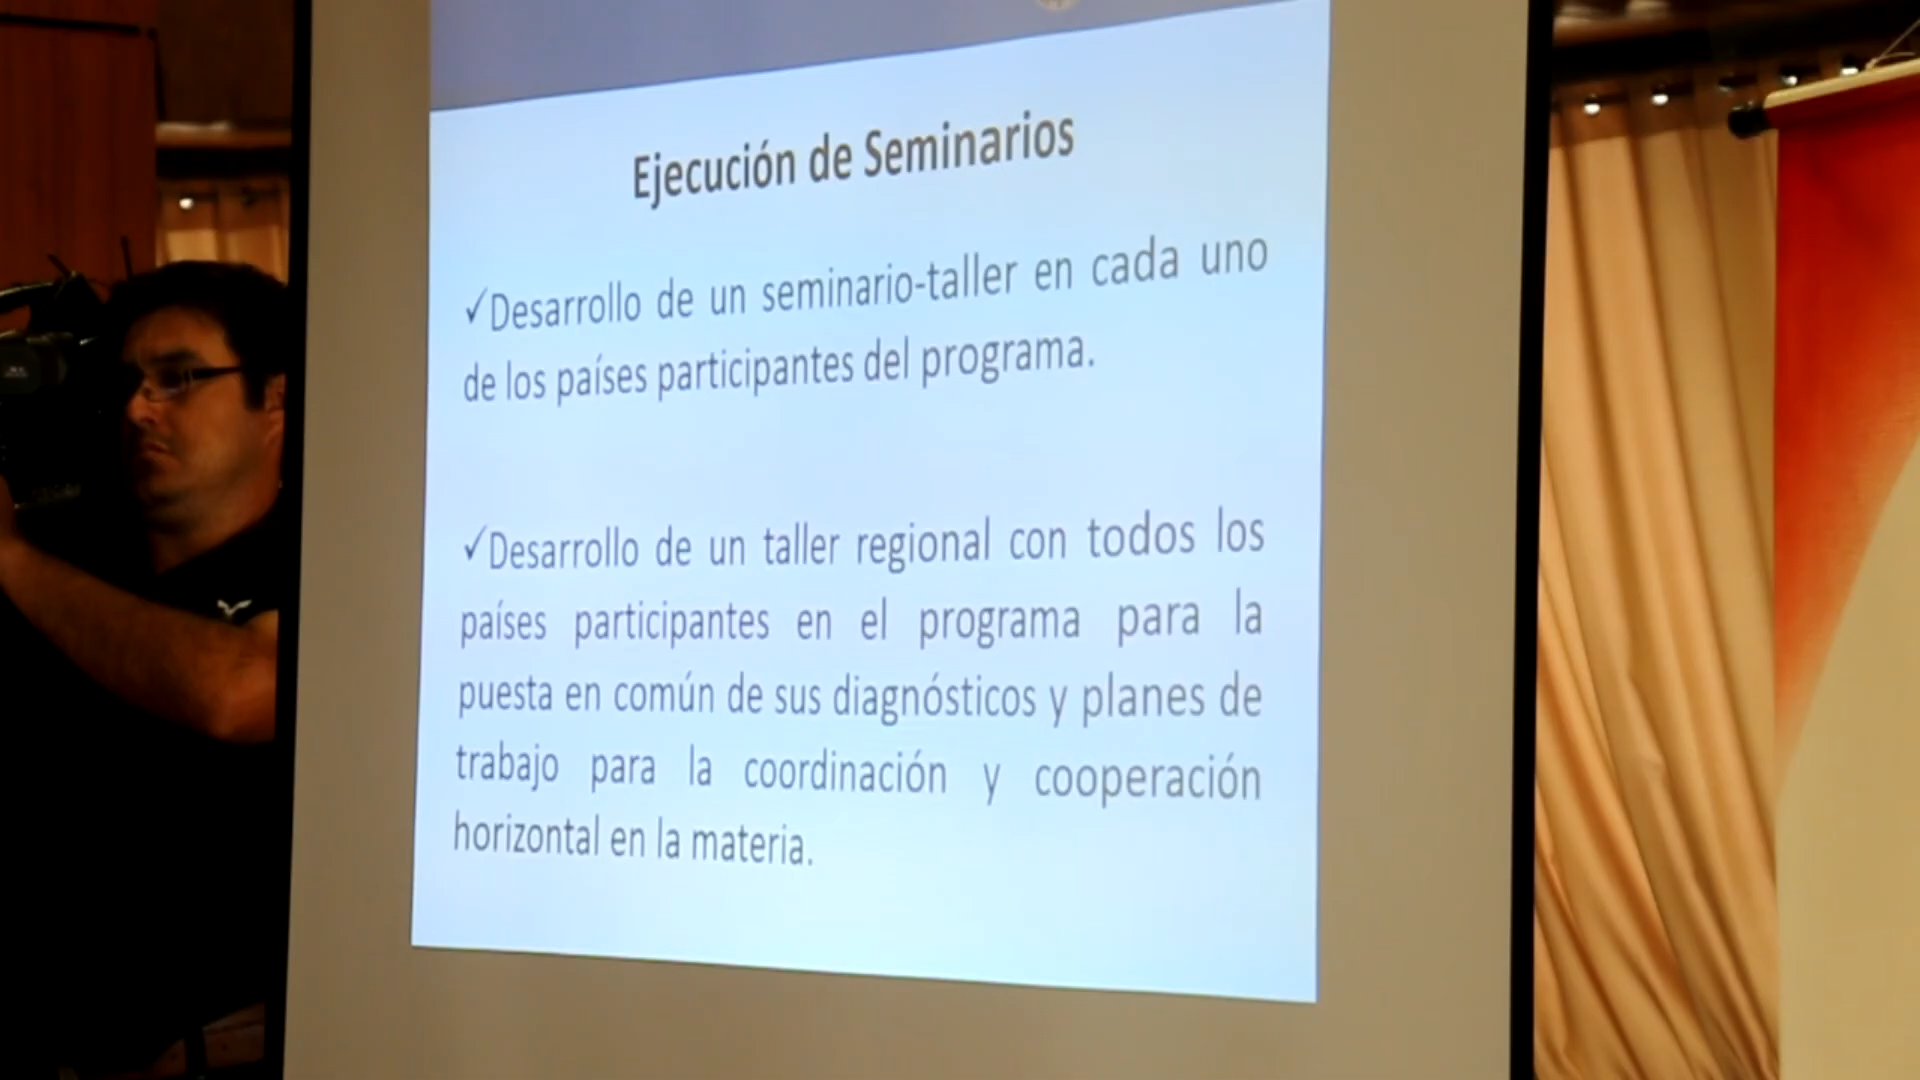 Ejecución de Seminarios
✓Desarrollo de un seminario-taller en cada uno
de los países participantes del programa.
✓Desarrollo de un taller regional con todos los
países participantes en el programa para la
puesta en común de sus diagnósticos y planes de
trabajo para la coordinación y cooperación
horizontal en la materia.